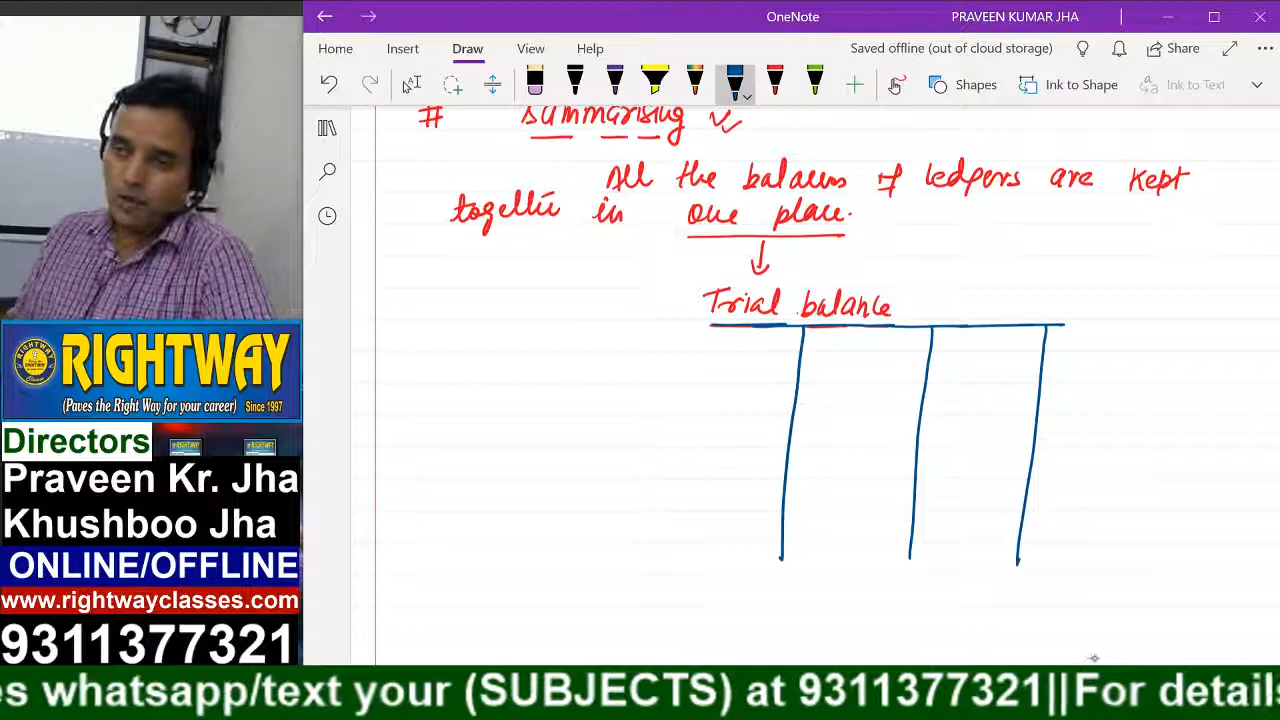 OneNote
PRAVEEN KUMAR JHA
Home Insert Draw View Help
Saved offline (out of cloud storage)
Share
Shapes
Ink to Shape
Ink to Text
# summarising
All the balances of ledgers are kept
together in one place.
Trial balance
RIGHTWAY
(Paves the Right Way for your career) Since 1997
Directors
Praveen Kr. Jha
Khushboo Jha
ONLINE/OFFLINE
www.rightwayclasses.com
9311377321
es whatsapp/text your (SUBJECTS) at 9311377321||For details